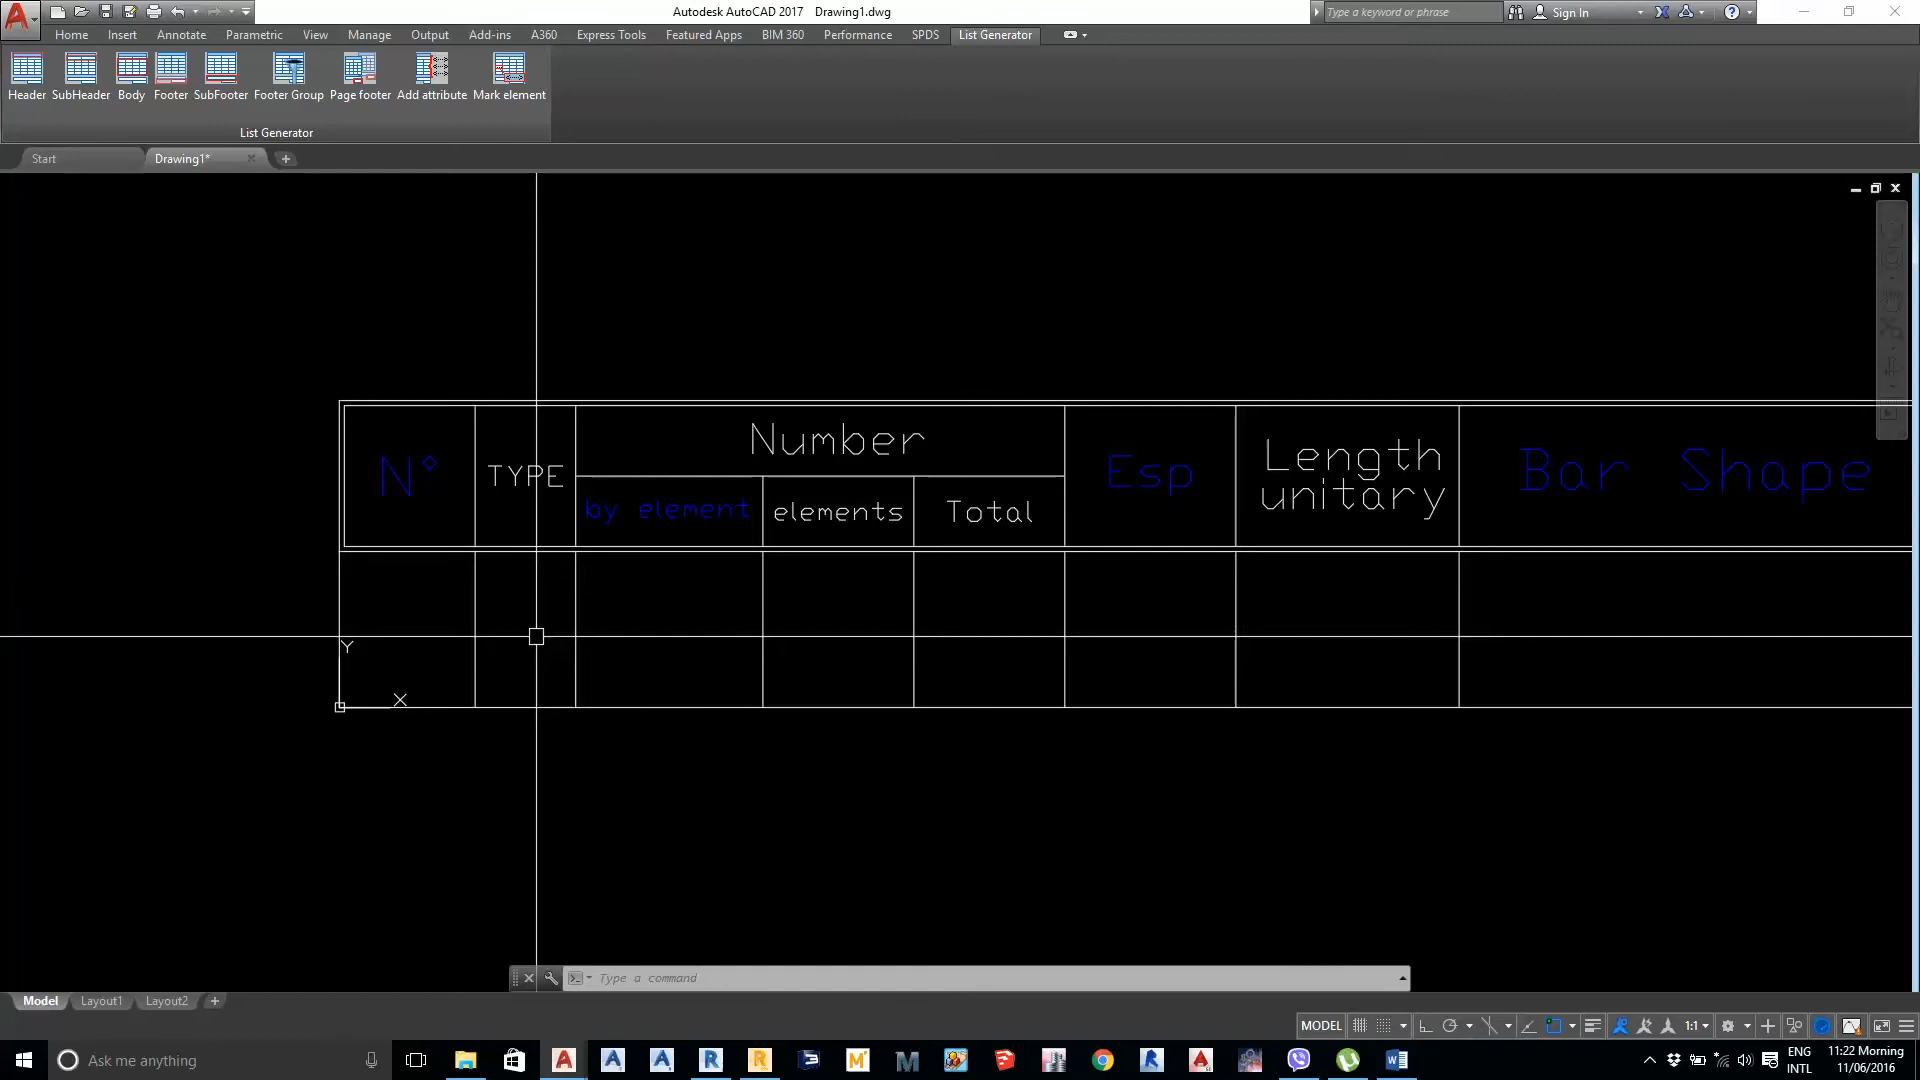 Autodesk AutoCAD 2017 Drawing1.dwg
Type a keyword or phrase
Sign In
Home Insert Annotate Parametric View Manage Output Add-ins A360 Express Tools Featured Apps BIM 360 Performance SPDS List Generator
Header SubHeader Body Footer SubFooter Footer Group Page footer Add attribute Mark element
List Generator
Start Drawing1*
Number
N° TYPE Esp Length Bar Shape
unitary
by element elements Total
Y
X
Type a command
Model Layout1 Layout2
MODEL 1:1
Ask me anything
ENG 11:22 Morning
INTL 11/06/2016